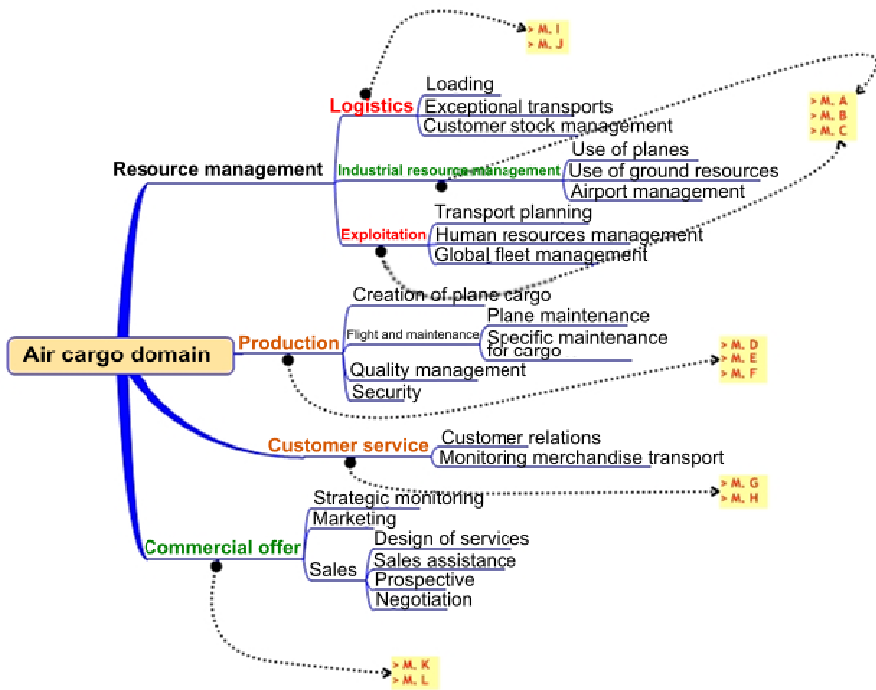 > M. I
> M. J
Loading
Logistics
Exceptional transports
Customer stock management
> M. A
> M. B
> M. C
Use of planes
Resource management
Industrial resource management
Use of ground resources
Airport management
Transport planning
Exploitation
Human resources management
Global fleet management
Creation of plane cargo
Plane maintenance
Production
Flight and maintenance
Specific maintenance
for cargo
Air cargo domain
> M. D
> M. E
> M. F
Quality management
Security
Customer service
Customer relations
Monitoring merchandise transport
> M. G
> M. H
Strategic monitoring
Marketing
Commercial offer
Design of services
Sales
Sales assistance
Prospective
Negotiation
> M. K
> M. L